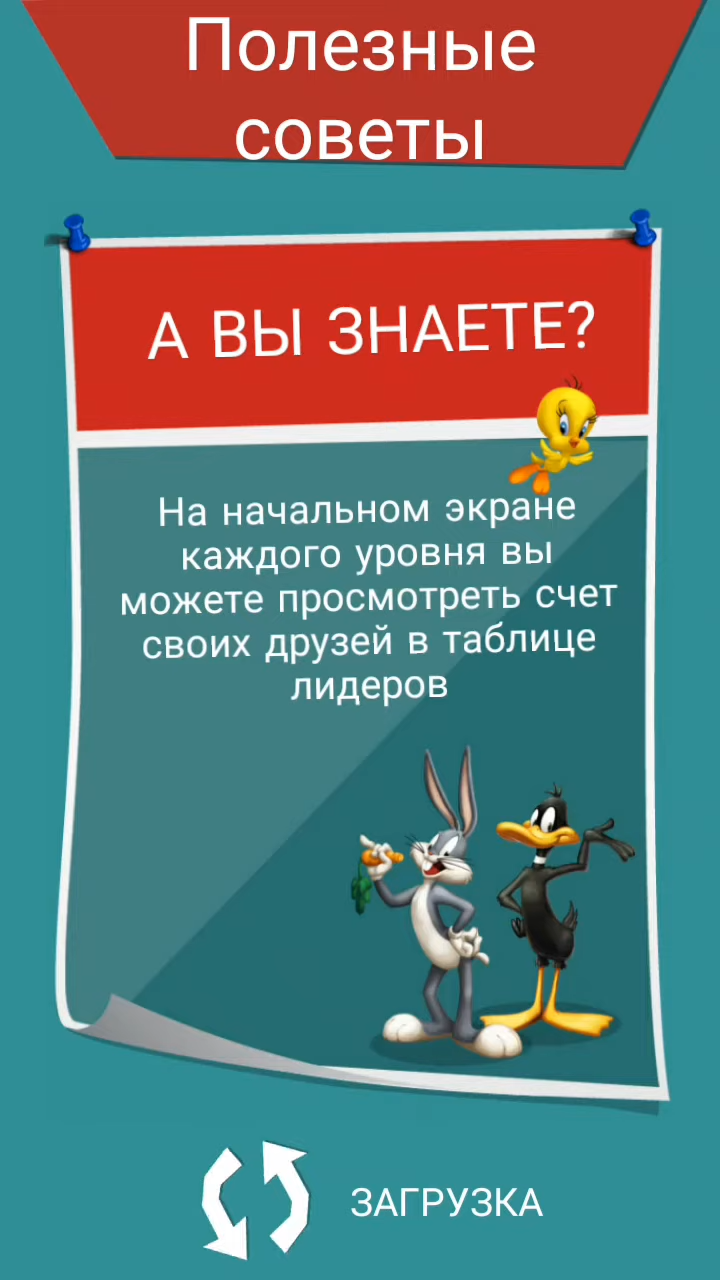 Полезные
советы
А ВЫ ЗНАЕТЕ?
На начальном экране
каждого уровня вы
можете просмотреть счет
своих друзей в таблице
лидеров
ЗАГРУЗКА